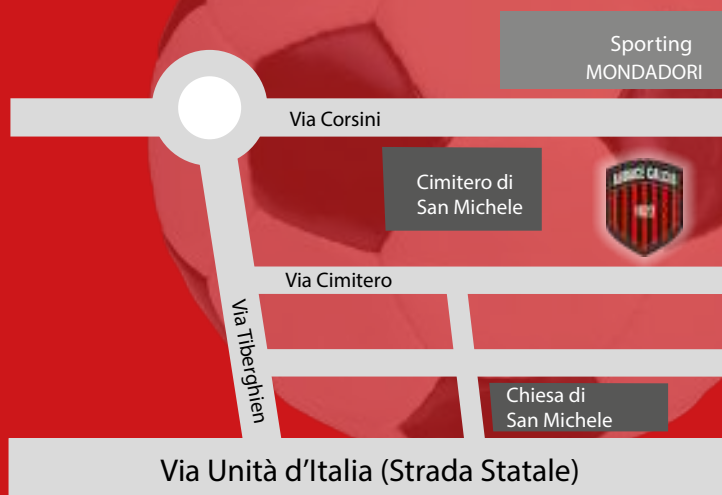 Sporting
MONDADORI
Via Corsini
Cimitero di
San Michele
Via Cimitero
Via Tiberghien
Chiesa di
San Michele
Via Unità d’Italia (Strada Statale)